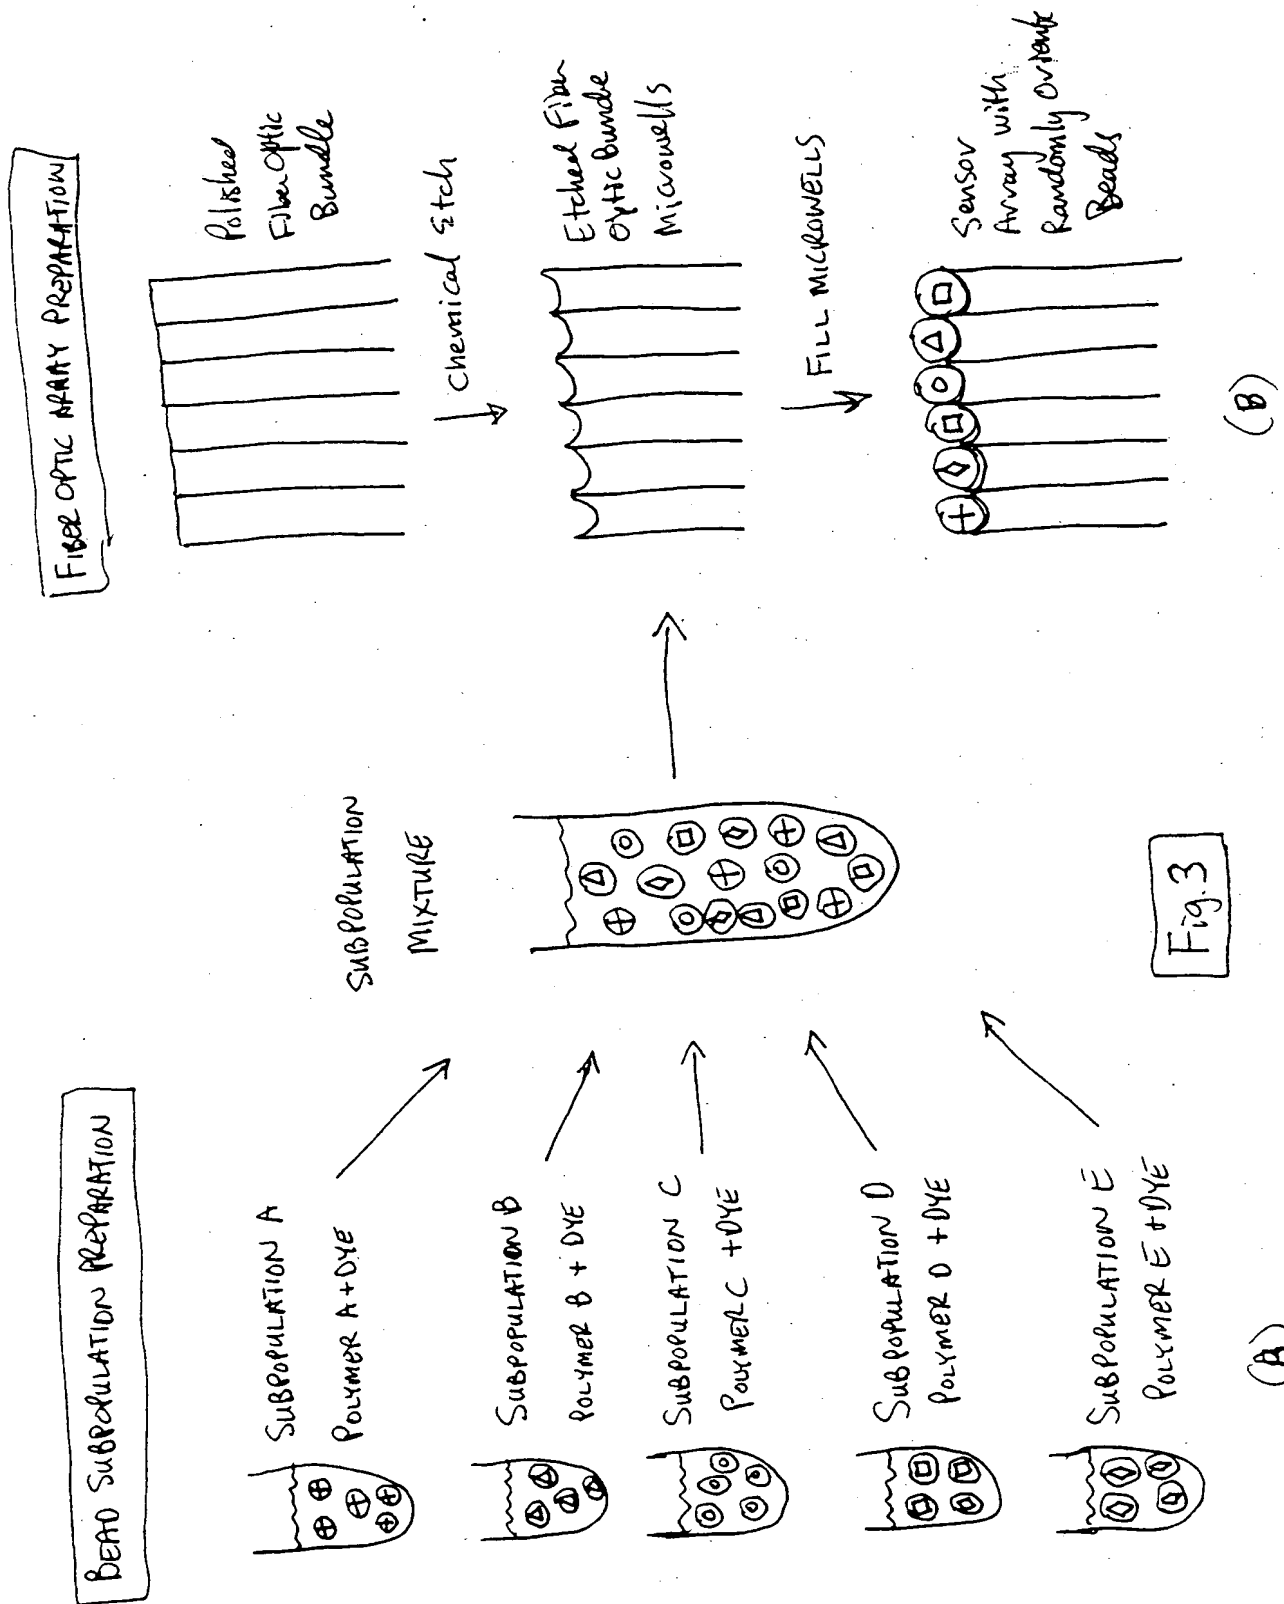 BEAD SUBPOPULATION PREPARATION
SUBPOPULATION A
POLYMER A + DYE
SUBPOPULATION B
POLYMER B + DYE
SUBPOPULATION C
POLYMER C + DYE
SUBPOPULATION D
POLYMER D + DYE
SUBPOPULATION E
POLYMER E + DYE
(A)
SUBPOPULATION
MIXTURE
Fig. 3
FIBER OPTIC ARRAY PREPARATION
Polished
Fiber Optic
Bundle
Chemical Etch
Etched Fiber
Optic Bundle
Microwells
FILL MICROWELLS
Sensor
Array with
Randomly
Beads
(B)